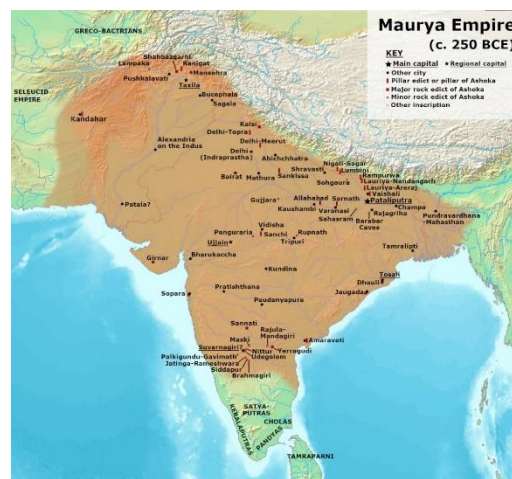 Maurya Empire
(c. 250 BCE)
KEY
Main capital
Regional capital
Other city
Pillar edict or pillar of Ashoka
Major rock edict of Ashoka
Minor rock edict of Ashoka
Other inscription
GRECO-BACTRIANS
Shahbazgarhi
Lampaka
Ranigat
Mansehra
Pushkalavati
Taxila
SELEUCID
EMPIRE
Bucephala
Sagala
Kandahar
Kalsi
Delhi-Topra
Alexandria
on the Indus
Delhi-Meerut
Delhi
(Indraprastha)
Ahichchhatra
Nigali-Sagar
Lumbini
Rampurwa
Bairat
Mathura
Sankissa
Shravasti
Sohgaura
Lauriya-Nandangarh
Lauriya-Areraj
Vaishali
Patala?
Gujjara
Allahabad
Sarnath
Pataliputra
Kaushambi
Varanasi
Champa
Pundravardhana
Mahasthan
Sahasram
Rajagriha
Barabar
Caves
Vidisha
Panguraria
Sanchi
Rupnath
Tripuri
Ujjain
Tamralipti
Girnar
Bharukaccha
Kundina
Tosali
Dhauli
Sopara
Pratishthana
Jaugada
Paudanyapura
Sannati
Rajula-
Mandagiri
Maski
Amaravati
Suvarnagiri?
Nittur
Yerragudi
Palkigundu-Gavimath
Udegolam
Jatinga-Rameshwara
Siddapur
Brahmagiri
SATYA-
PUTRAS
KERALAPUTRAS
CHOLAS
PANDYAS
TAMRAPARNI